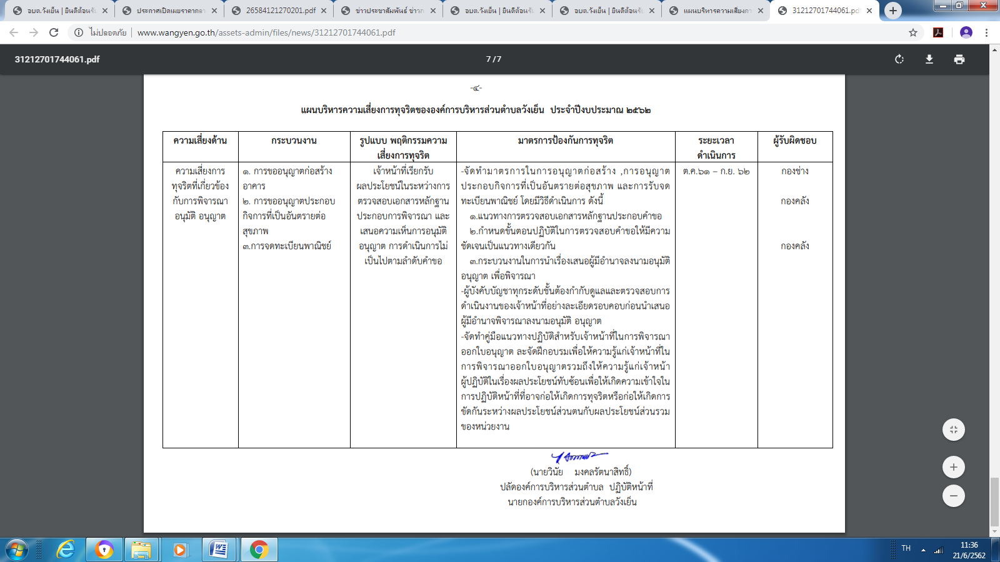 อบต.วังเย็น | ยินดีต้อนรับ
ประกาศเปิดเผยราคากลาง
26584121270201.pdf
ข่าวประชาสัมพันธ์ ข่าวก
อบต.วังเย็น | ยินดีต้อนรับ
อบต.วังเย็น | ยินดีต้อนรับ
แผนบริหารความเสี่ยงกา
31212701744061.pdf
ไม่ปลอดภัย | www.wangyen.go.th/assets-admin/files/news/31212701744061.pdf
31212701744061.pdf
7 / 7
-๔-
แผนบริหารความเสี่ยงการทุจริตขององค์การบริหารส่วนตำบลวังเย็น ประจำปีงบประมาณ ๒๕๖๒
ความเสี่ยงด้าน
กระบวนงาน
รูปแบบ พฤติกรรมความ
เสี่ยงการทุจริต
มาตรการป้องกันการทุจริต
ระยะเวลา
ดำเนินการ
ผู้รับผิดชอบ
ความเสี่ยงการ
ทุจริตที่เกี่ยวข้อง
กับการพิจารณา
อนุมัติ อนุญาต
๑. การขออนุญาตก่อสร้าง
อาคาร
๒. การขออนุญาตประกอบ
กิจการที่เป็นอันตรายต่อ
สุขภาพ
๓.การจดทะเบียนพาณิชย์
เจ้าหน้าที่เรียกรับ
ผลประโยชน์ในระหว่างการ
ตรวจสอบเอกสารหลักฐาน
ประกอบการพิจารณา และ
เสนอความเห็นการอนุมัติ
อนุญาต การดำเนินการไม่
เป็นไปตามลำดับคำขอ
-จัดทำมาตรการในการอนุญาตก่อสร้าง ,การอนุญาต
ประกอบกิจการที่เป็นอันตรายต่อสุขภาพ และการรับจด
ทะเบียนพาณิชย์ โดยมีวิธีดำเนินการ ดังนี้
๑.แนวทางการตรวจสอบเอกสารหลักฐานประกอบคำขอ
๒.กำหนดขั้นตอนปฏิบัติในการตรวจสอบคำขอให้มีความ
ชัดเจนเป็นแนวทางเดียวกัน
๓.กระบวนงานในการนำเรื่องเสนอผู้มีอำนาจลงนามอนุมัติ
อนุญาต เพื่อพิจารณา
-ผู้บังคับบัญชาทุกระดับชั้นต้องกำกับดูแลและตรวจสอบการ
ดำเนินงานของเจ้าหน้าที่อย่างละเอียดรอบคอบก่อนนำเสนอ
ผู้มีอำนาจพิจารณาลงนามอนุมัติ อนุญาต
-จัดทำคู่มือแนวทางปฏิบัติสำหรับเจ้าหน้าที่ในการพิจารณา
ออกใบอนุญาต ละจัดฝึกอบรมเพื่อให้ความรู้แก่เจ้าหน้าที่ใน
การพิจารณาออกใบอนุญาตรวมถึงให้ความรู้แก่เจ้าหน้า
ผู้ปฏิบัติในเรื่องผลประโยชน์ทับซ้อนเพื่อให้เกิดความเข้าใจใน
การปฏิบัติหน้าที่ที่อาจก่อให้เกิดการทุจริตหรือก่อให้เกิดการ
ขัดกันระหว่างผลประโยชน์ส่วนตนกับผลประโยชน์ส่วนรวม
ของหน่วยงาน
ต.ค.๖๑ – ก.ย. ๖๒
กองช่าง
กองคลัง
กองคลัง
(นายวินัย มงคลรัตนาสิทธิ์)
ปลัดองค์การบริหารส่วนตำบล ปฏิบัติหน้าที่
นายกองค์การบริหารส่วนตำบลวังเย็น
TH
11:36
21/6/2562